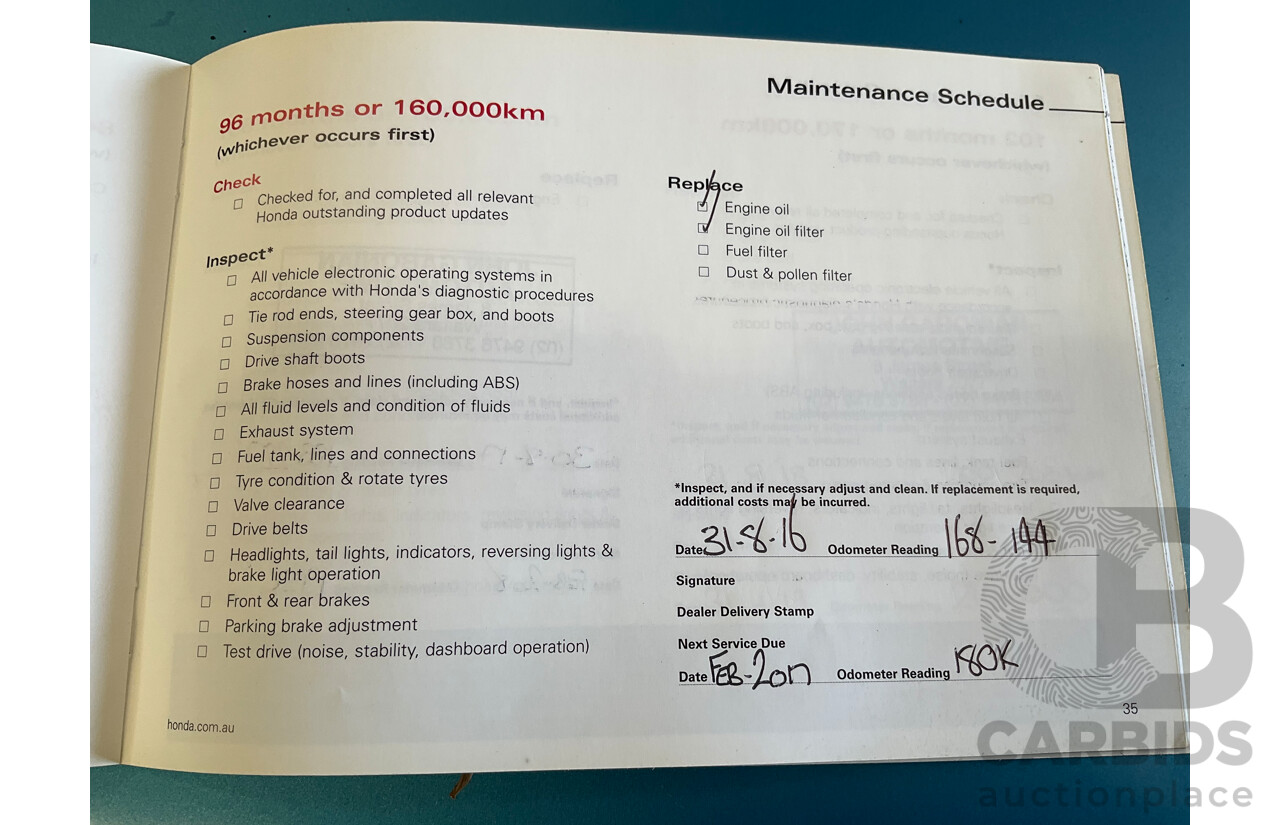 Maintenance Schedule
96 months or 160,000km
(whichever occurs first)
Check
☐ Checked for, and completed all relevant
Honda outstanding product updates
Inspect*
☐ All vehicle electronic operating systems in
accordance with Honda's diagnostic procedures
☐ Tie rod ends, steering gear box, and boots
☐ Suspension components
☐ Drive shaft boots
☐ Brake hoses and lines (including ABS)
☐ All fluid levels and condition of fluids
☐ Exhaust system
☐ Fuel tank, lines and connections
☐ Tyre condition & rotate tyres
☐ Valve clearance
☐ Drive belts
☐ Headlights, tail lights, indicators, reversing lights &
brake light operation
☐ Front & rear brakes
☐ Parking brake adjustment
☐ Test drive (noise, stability, dashboard operation)
honda.com.au
Replace
☑ Engine oil
☑ Engine oil filter
☐ Fuel filter
☐ Dust & pollen filter
*Inspect, and if necessary adjust and clean. If replacement is required,
additional costs may be incurred.
Date 31-8-16 Odometer Reading 168-144
Signature
Dealer Delivery Stamp
Next Service Due
Date FEB-2017 Odometer Reading 180K
35
CB
CARBIDS
auctionplace